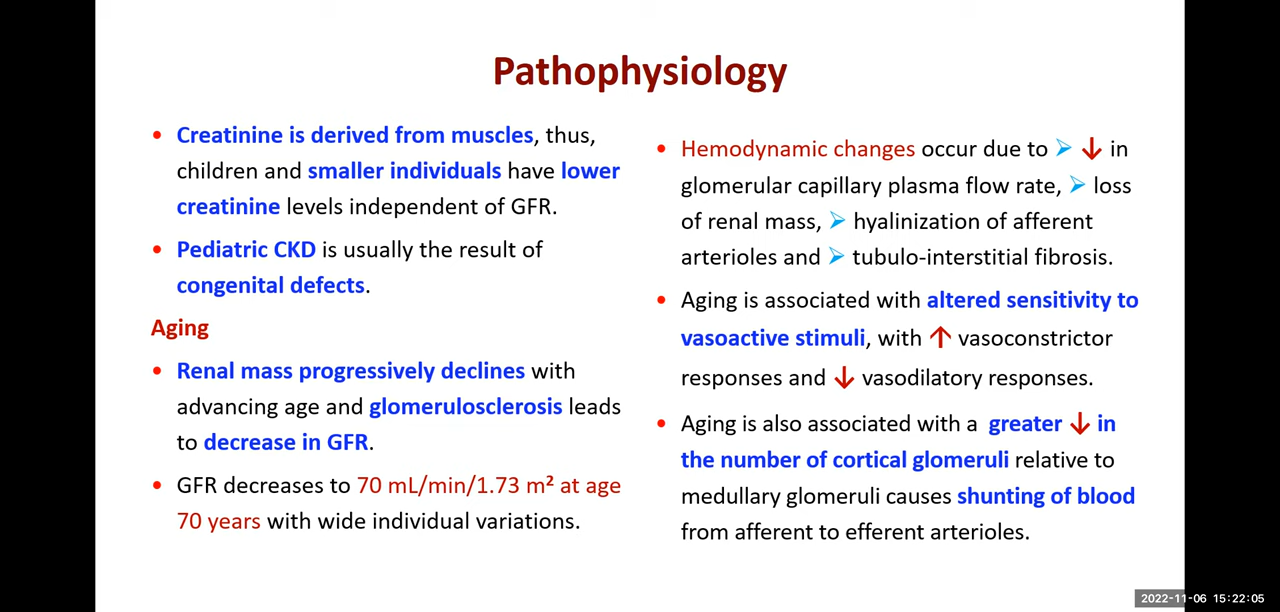 Pathophysiology
• Creatinine is derived from muscles, thus,
children and smaller individuals have lower
creatinine levels independent of GFR.
• Pediatric CKD is usually the result of
congenital defects.
Aging
• Renal mass progressively declines with
advancing age and glomerulosclerosis leads
to decrease in GFR.
• GFR decreases to 70 mL/min/1.73 m² at age
70 years with wide individual variations.
• Hemodynamic changes occur due to ➢ ↓ in
glomerular capillary plasma flow rate, ➢ loss
of renal mass, ➢ hyalinization of afferent
arterioles and ➢ tubulo-interstitial fibrosis.
• Aging is associated with altered sensitivity to
vasoactive stimuli, with ↑ vasoconstrictor
responses and ↓ vasodilatory responses.
• Aging is also associated with a greater ↓ in
the number of cortical glomeruli relative to
medullary glomeruli causes shunting of blood
from afferent to efferent arterioles.
2022-11-06 15:22:05